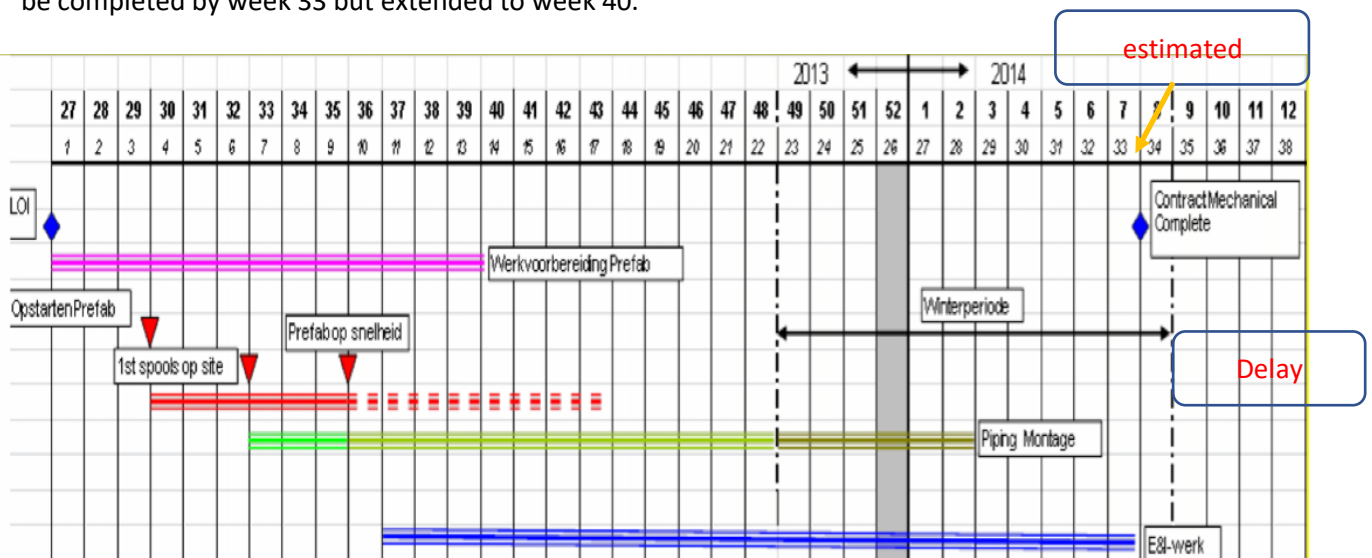 be completed by week 33 but extended to week 40.
estimated
2013 2014
27 28 29 30 31 32 33 34 35 36 37 38 39 40 41 42 43 44 45 46 47 48 49 50 51 52 1 2 3 4 5 6 7 8 9 10 11 12
1 2 3 4 5 6 7 8 9 10 11 12 13 14 15 16 17 18 19 20 21 22 23 24 25 26 27 28 29 30 31 32 33 34 35 36 37 38
LOI
Contract Mechanical
Complete
Werkvoorbereiding Prefab
Opstarten Prefab
Winterperiode
Prefab op snelheid
1st spools op site
Delay
Piping Montage
E&I-werk